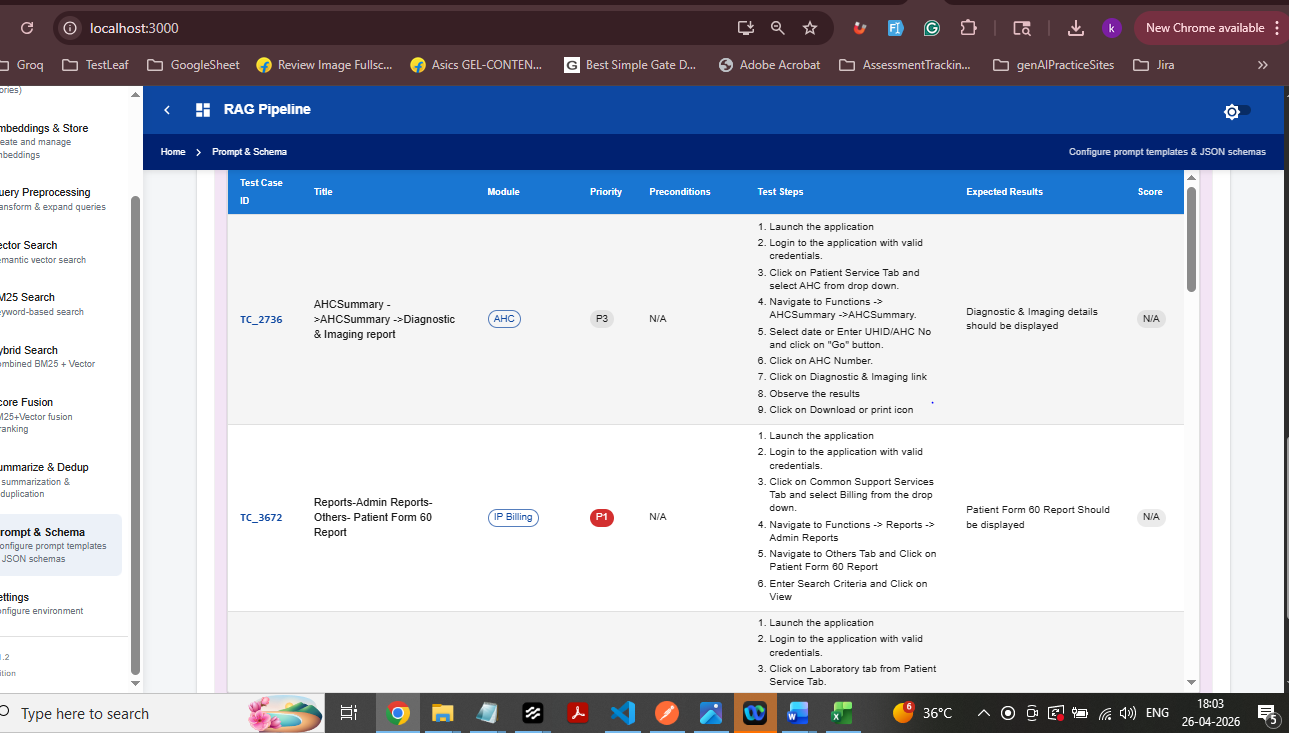 localhost:3000
New Chrome available
k
Groq
TestLeaf
GoogleSheet
Review Image Fullsc...
Asics GEL-CONTEN...
Best Simple Gate D...
Adobe Acrobat
AssessmentTrackin...
genAIPracticeSites
Jira
ories)
mbeddings & Store
eate and manage
mbeddings
uery Preprocessing
ansform & expand queries
ector Search
emantic vector search
M25 Search
eyword-based search
ybrid Search
ombined BM25 + Vector
core Fusion
M25+Vector fusion
ranking
ummarize & Dedup
summarization &
duplication
rompt & Schema
onfigure prompt templates
JSON schemas
ettings
onfigure environment
1.2
ition
RAG Pipeline
Home > Prompt & Schema
Configure prompt templates & JSON schemas
Test Case ID
Title
Module
Priority
Preconditions
Test Steps
Expected Results
Score
TC_2736
AHCSummary -
>AHCSummary ->Diagnostic
& Imaging report
AHC
P3
N/A
1. Launch the application
2. Login to the application with valid
credentials.
3. Click on Patient Service Tab and
select AHC from drop down.
4. Navigate to Functions ->
AHCSummary ->AHCSummary.
5. Select date or Enter UHID/AHC No
and click on "Go" button.
6. Click on AHC Number.
7. Click on Diagnostic & Imaging link
8. Observe the results
9. Click on Download or print icon
Diagnostic & Imaging details
should be displayed
N/A
TC_3672
Reports-Admin Reports-
Others- Patient Form 60
Report
IP Billing
P1
N/A
1. Launch the application
2. Login to the application with valid
credentials.
3. Click on Common Support Services
Tab and select Billing from the drop
down.
4. Navigate to Functions -> Reports ->
Admin Reports
5. Navigate to Others Tab and Click on
Patient Form 60 Report
6. Enter Search Criteria and Click on
View
Patient Form 60 Report Should
be displayed
N/A
1. Launch the application
2. Login to the application with valid
credentials.
3. Click on Laboratory tab from Patient
Service Tab.
Type here to search
6
36°C
ENG
18:03
26-04-2026
5